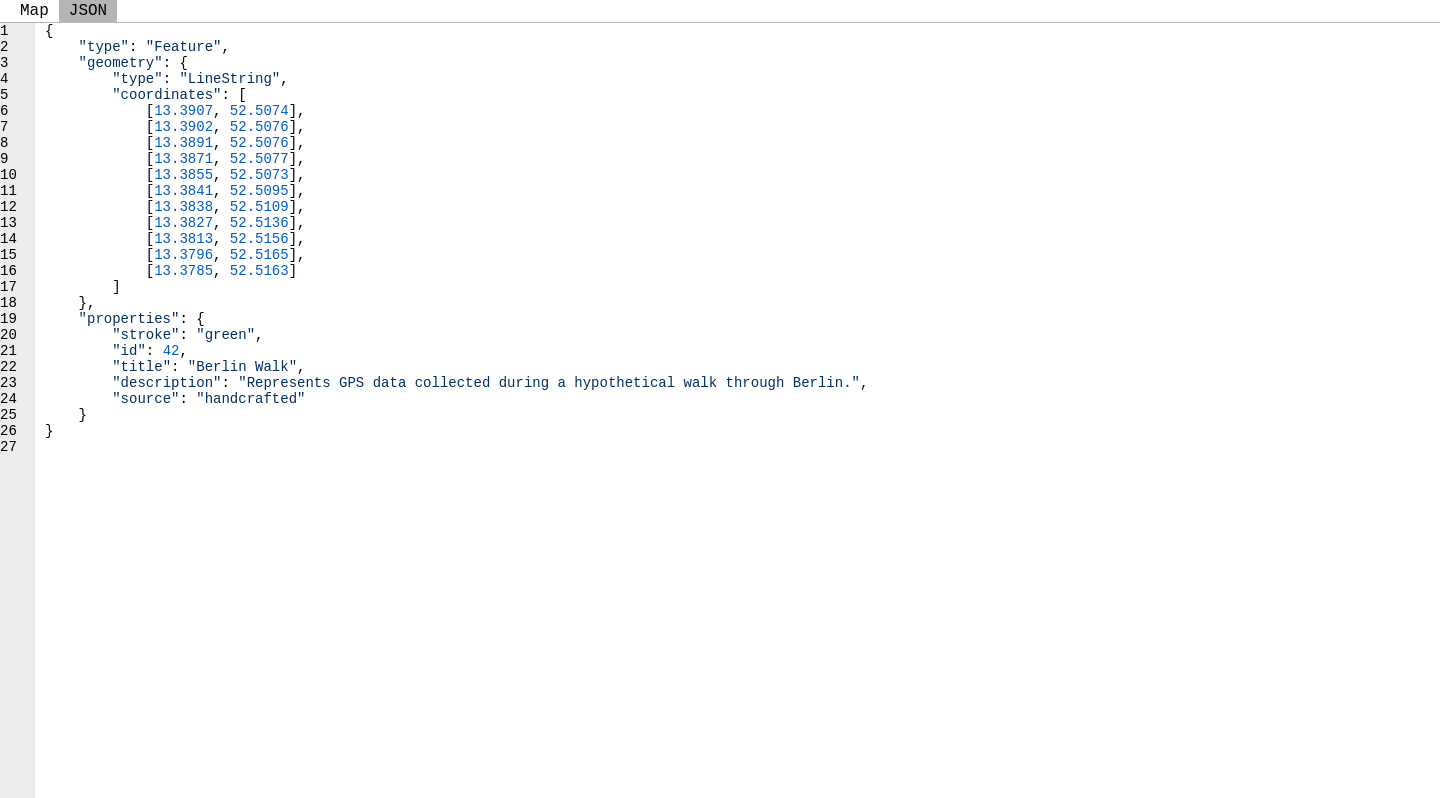 Map JSON
1 {
2     "type": "Feature",
3     "geometry": {
4         "type": "LineString",
5         "coordinates": [
6             [13.3907, 52.5074],
7             [13.3902, 52.5076],
8             [13.3891, 52.5076],
9             [13.3871, 52.5077],
10             [13.3855, 52.5073],
11             [13.3841, 52.5095],
12             [13.3838, 52.5109],
13             [13.3827, 52.5136],
14             [13.3813, 52.5156],
15             [13.3796, 52.5165],
16             [13.3785, 52.5163]
17         ]
18     },
19     "properties": {
20         "stroke": "green",
21         "id": 42,
22         "title": "Berlin Walk",
23         "description": "Represents GPS data collected during a hypothetical walk through Berlin.",
24         "source": "handcrafted"
25     }
26 }
27